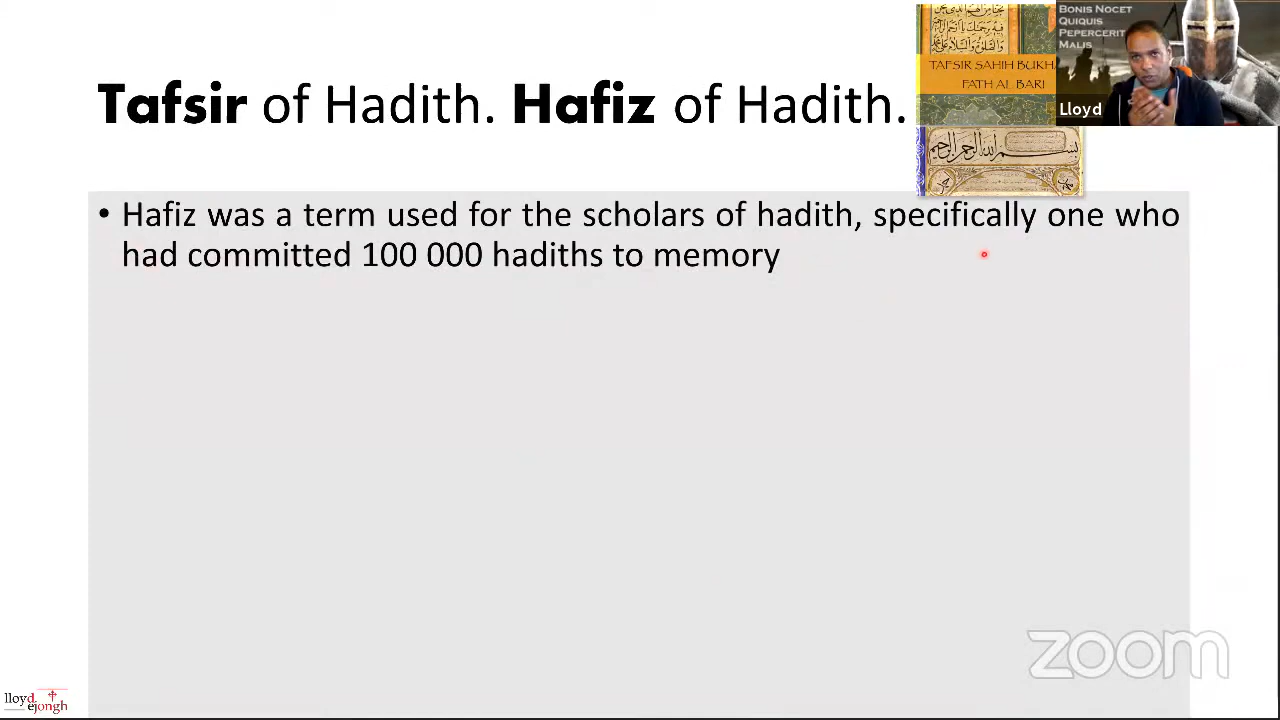 Tafsir of Hadith. Hafiz of Hadith.
TAFSIR SAHIH BUKHA
FATH AL BARI
BONIS NOCET
QUIQUIS
PEPERCERIT
MALIS
Lloyd
• Hafiz was a term used for the scholars of hadith, specifically one who
had committed 100 000 hadiths to memory
zoom
lloyd
ejongh